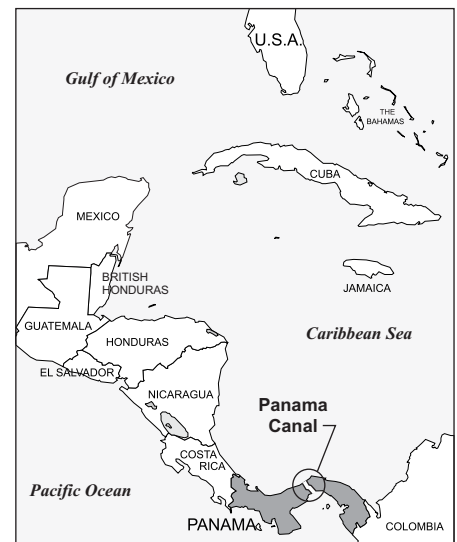 U.S.A.
Gulf of Mexico
THE
BAHAMAS
CUBA
MEXICO
BRITISH
HONDURAS
JAMAICA
GUATEMALA
HONDURAS
Caribbean Sea
EL SALVADOR
NICARAGUA
Panama
Canal
COSTA
RICA
Pacific Ocean
PANAMA
COLOMBIA